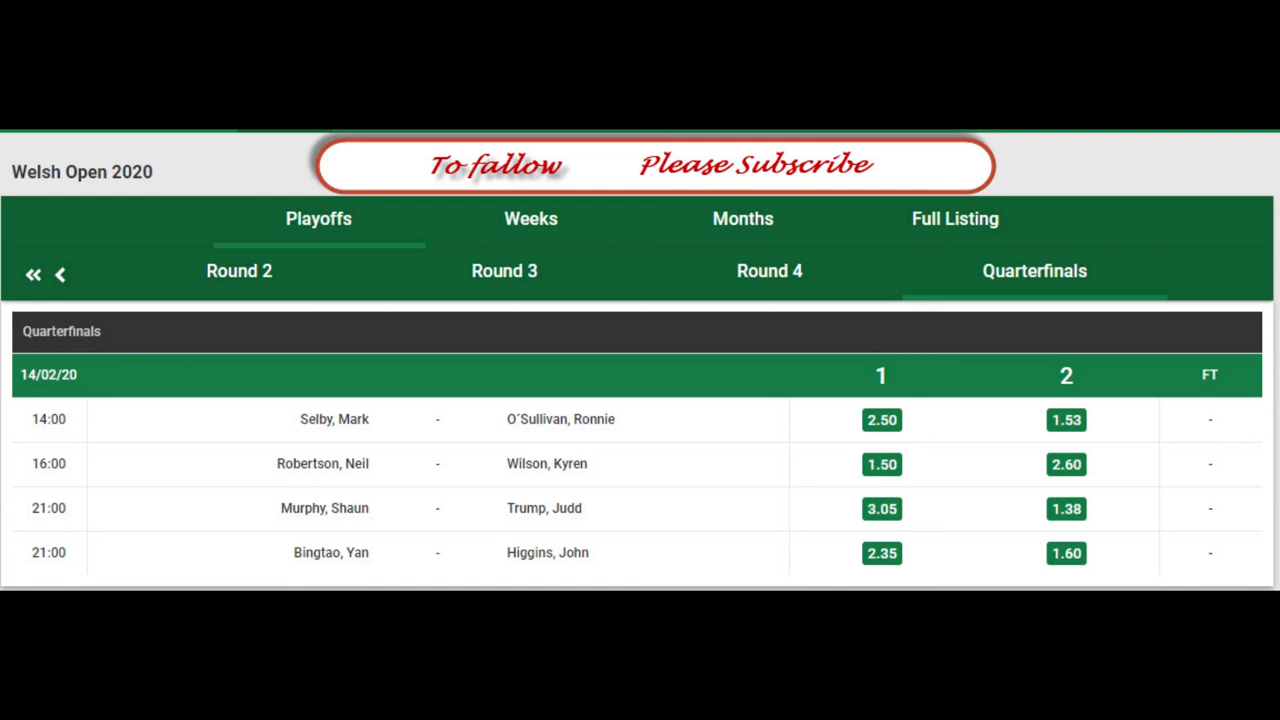 Welsh Open 2020 To fallow Please Subscribe
Playoffs Weeks Months Full Listing
Round 2 Round 3 Round 4 Quarterfinals
Quarterfinals
14/02/20 1 2 FT
14:00 Selby, Mark - O´Sullivan, Ronnie 2.50 1.53 -
16:00 Robertson, Neil - Wilson, Kyren 1.50 2.60 -
21:00 Murphy, Shaun - Trump, Judd 3.05 1.38 -
21:00 Bingtao, Yan - Higgins, John 2.35 1.60 -